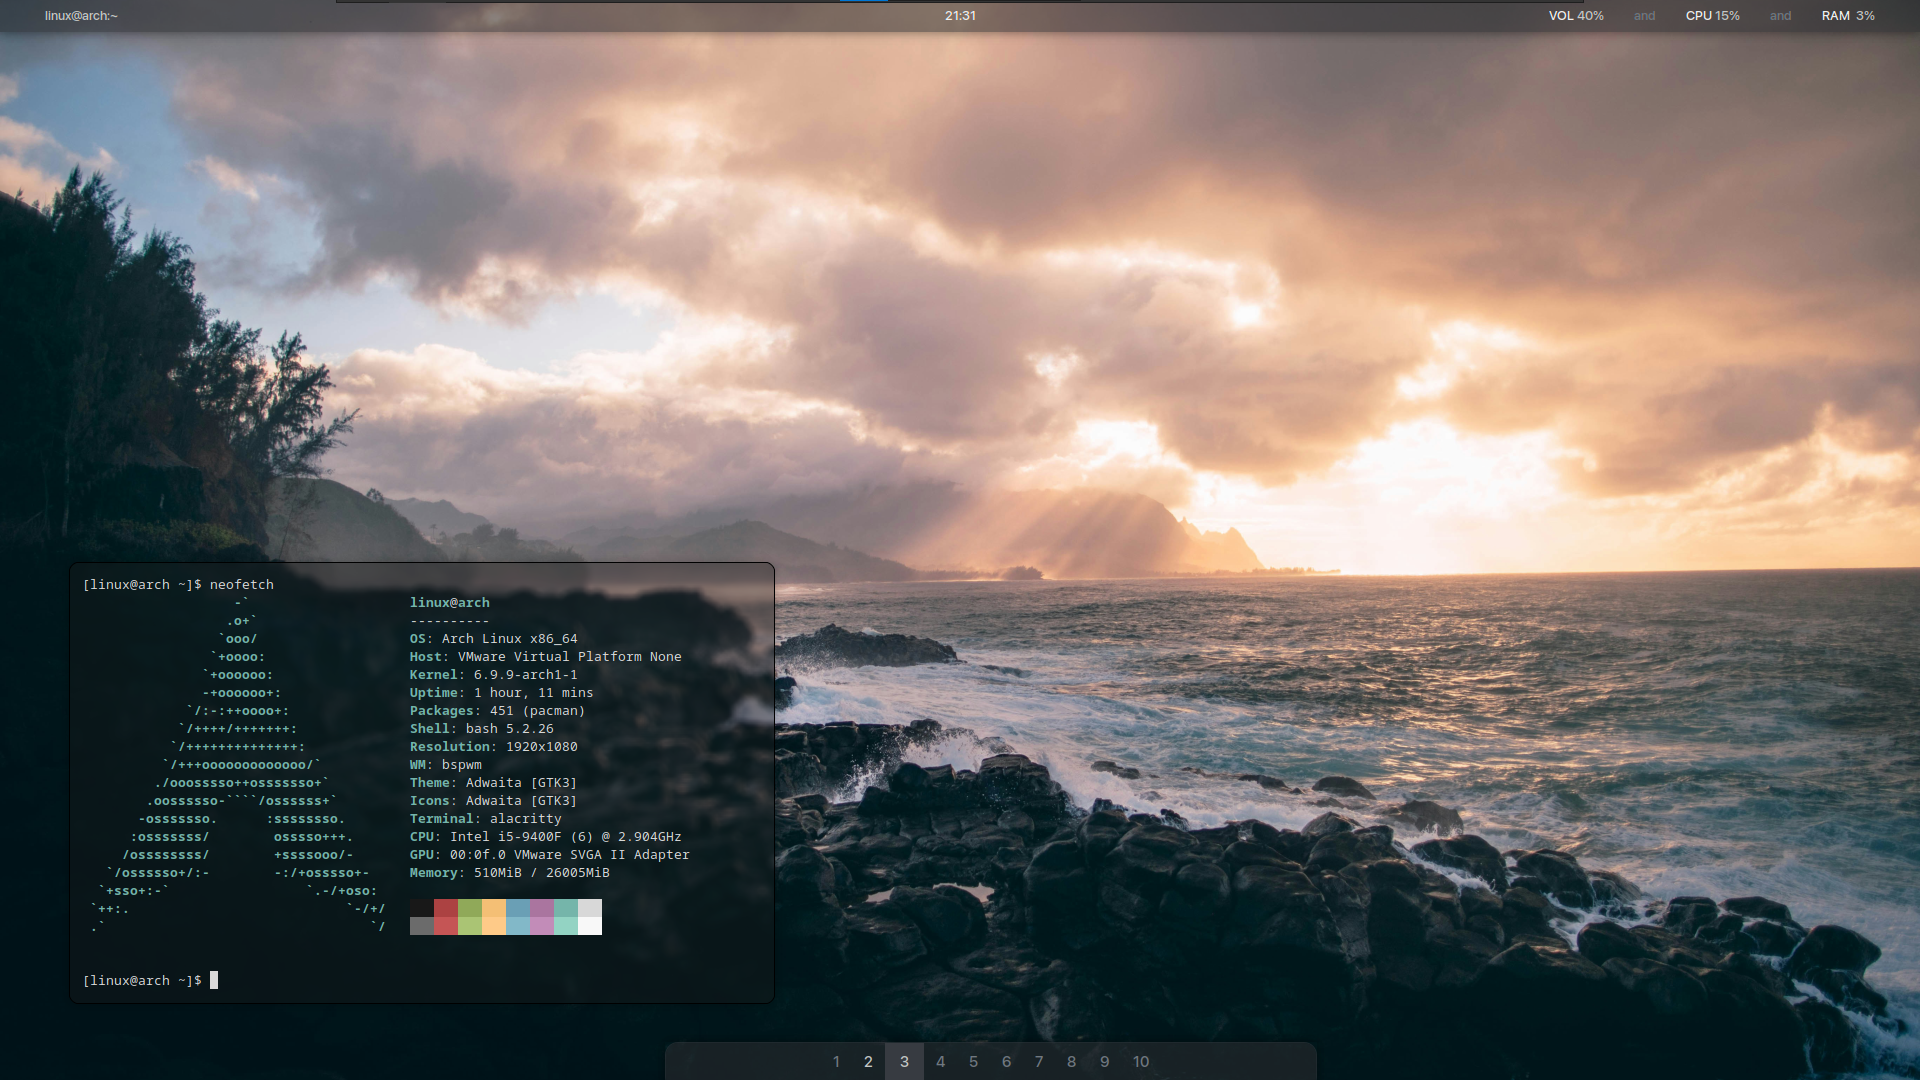 linux@arch:~
21:31
VOL 40% and CPU 15% and RAM 3%
[linux@arch ~]$ neofetch
                   -`                    linux@arch
                  .o+`                   ----------
                 `ooo/                   OS: Arch Linux x86_64
                `+oooo:                  Host: VMware Virtual Platform None
               `+oooooo:                 Kernel: 6.9.9-arch1-1
               -+oooooo+:                Uptime: 1 hour, 11 mins
             `/:-:++oooo+:               Packages: 451 (pacman)
            `/++++/+++++++:              Shell: bash 5.2.26
           `/++++++++++++++:             Resolution: 1920x1080
          `/+++ooooooooooooo/`           WM: bspwm
         ./ooosssso++osssssso+`          Theme: Adwaita [GTK3]
        .oossssso-````/ossssss+`         Icons: Adwaita [GTK3]
       -osssssso.      :ssssssso.        Terminal: alacritty
      :osssssss/        osssso+++.       CPU: Intel i5-9400F (6) @ 2.904GHz
     /ossssssss/        +ssssooo/-       GPU: 00:0f.0 VMware SVGA II Adapter
   `/ossssso+/:-        -:/+osssso+-     Memory: 510MiB / 26005MiB
  `+sso+:-`                 `.-/+oso:
 `++:.                           `-/+/
 .`                                 `/
[linux@arch ~]$
1 2 3 4 5 6 7 8 9 10